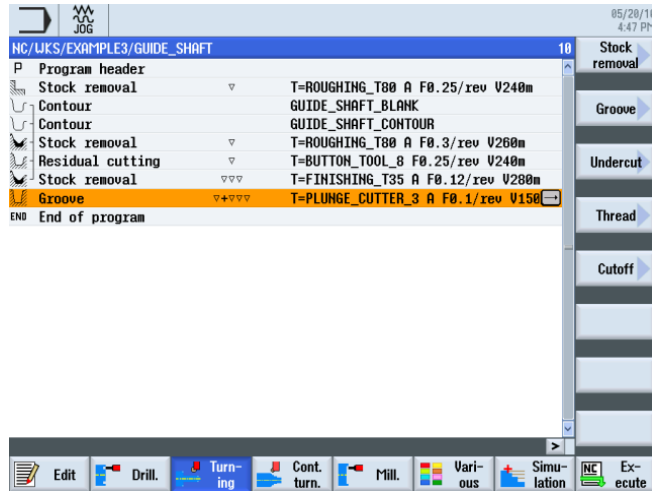 JOG
05/20/10
4:47 PM
NC/WKS/EXAMPLE3/GUIDE_SHAFT 10
P Program header
Stock removal ▽ T=ROUGHING_T80 A F0.25/rev V240m
Contour GUIDE_SHAFT_BLANK
Contour GUIDE_SHAFT_CONTOUR
Stock removal ▽ T=ROUGHING_T80 A F0.3/rev V260m
Residual cutting ▽ T=BUTTON_TOOL_8 F0.25/rev V240m
Stock removal ▽▽▽ T=FINISHING_T35 A F0.12/rev V280m
Groove ▽+▽▽▽ T=PLUNGE_CUTTER_3 A F0.1/rev V150
END End of program
Stock
removal
Groove
Undercut
Thread
Cutoff
>
Edit
Drill.
Turn-
ing
Cont.
turn.
Mill.
Vari-
ous
Simu-
lation
NC Ex-
ecute